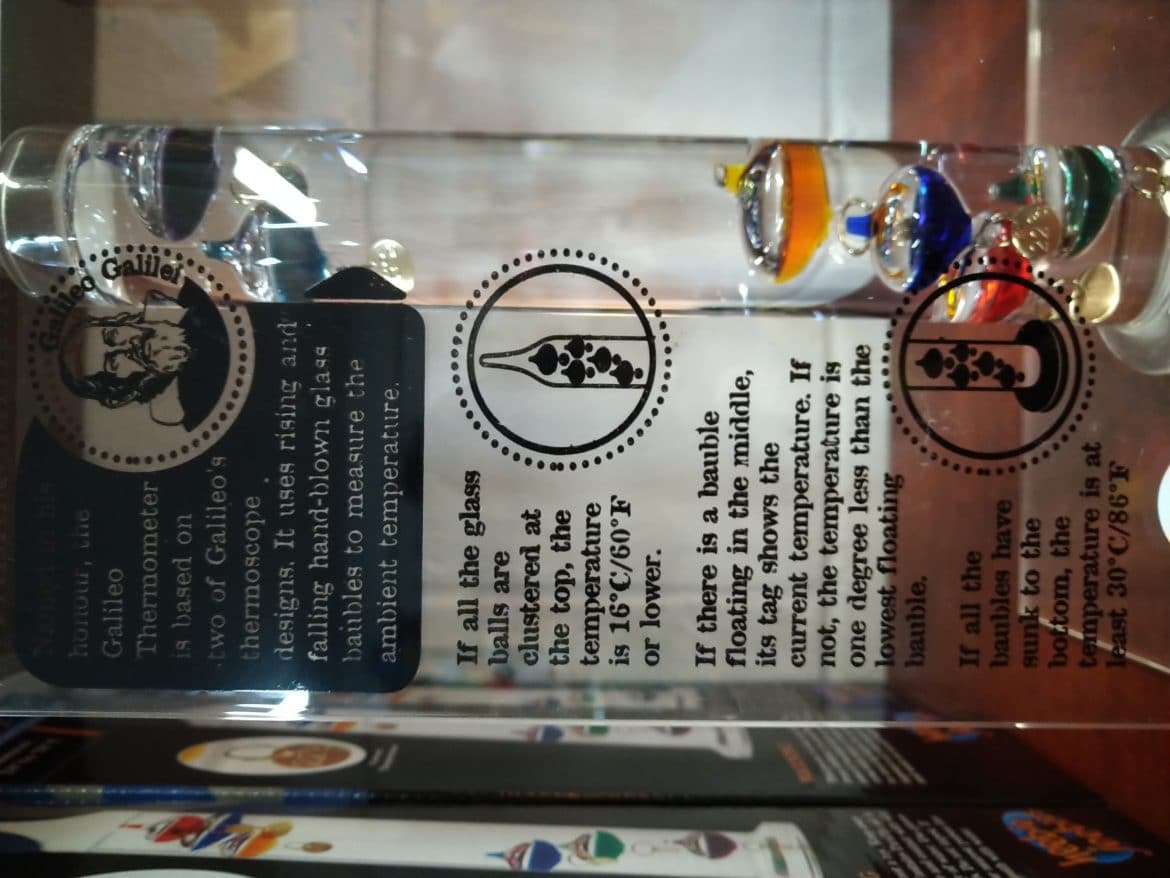 Galileo Galilei
Named in his
honour, the
Galileo
Thermometer
is based on
two of Galileo's
thermoscope
designs. It uses rising and
falling hand-blown glass
baubles to measure the
ambient temperature.
If all the glass
balls are
clustered at
the top, the
temperature
is 16°C/60°F
or lower.
If there is a bauble
floating in the middle,
its tag shows the
current temperature. If
not, the temperature is
one degree less than the
lowest floating
bauble.
If all the
baubles have
sunk to the
bottom, the
temperature is at
least 30°C/86°F